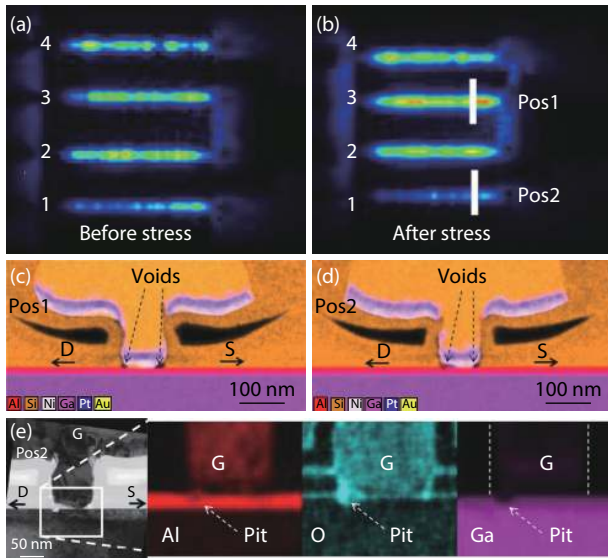 (a)
4
3
2
1
Before stress
(b)
4
3
Pos1
2
1
Pos2
After stress
(c)
Voids
Pos1
D
S
Al Si Ni Ga Pt Au
100 nm
(d)
Voids
Pos2
D
S
Al Si Ni Ga Pt Au
100 nm
(e)
G
Pos2
D
S
50 nm
G
Pit
Al
G
Pit
O
G
Pit
Ga